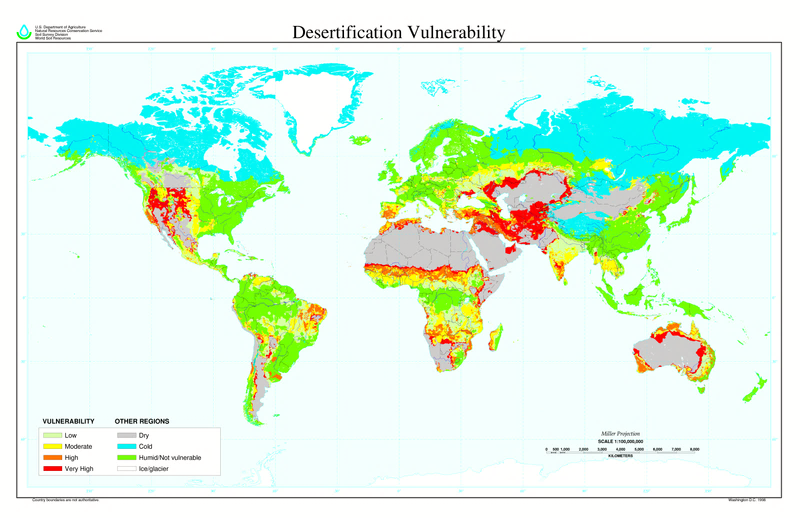 U.S. Department of Agriculture
Natural Resources Conservation Service
Soil Survey Division
World Soil Resources
Desertification Vulnerability
VULNERABILITY
Low
Moderate
High
Very High
OTHER REGIONS
Dry
Cold
Humid/Not vulnerable
Ice/glacier
Miller Projection
SCALE 1:100,000,000
0 500 1,000 2,000 3,000 4,000 5,000 6,000 7,000 8,000
KILOMETERS
Country boundaries are not authoritative.
Washington D.C. 1998